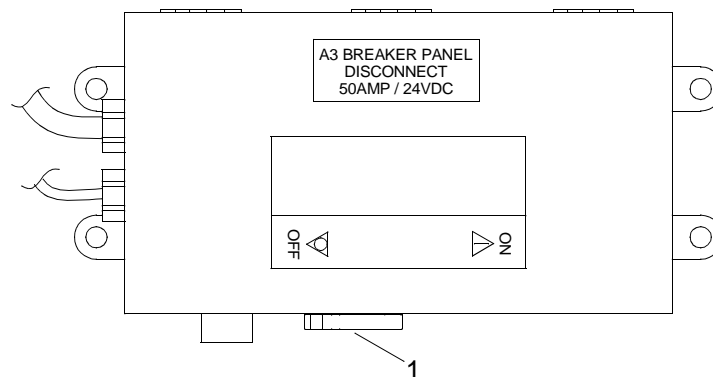 A3 BREAKER PANEL
DISCONNECT
50AMP / 24VDC
OFF
ON
1